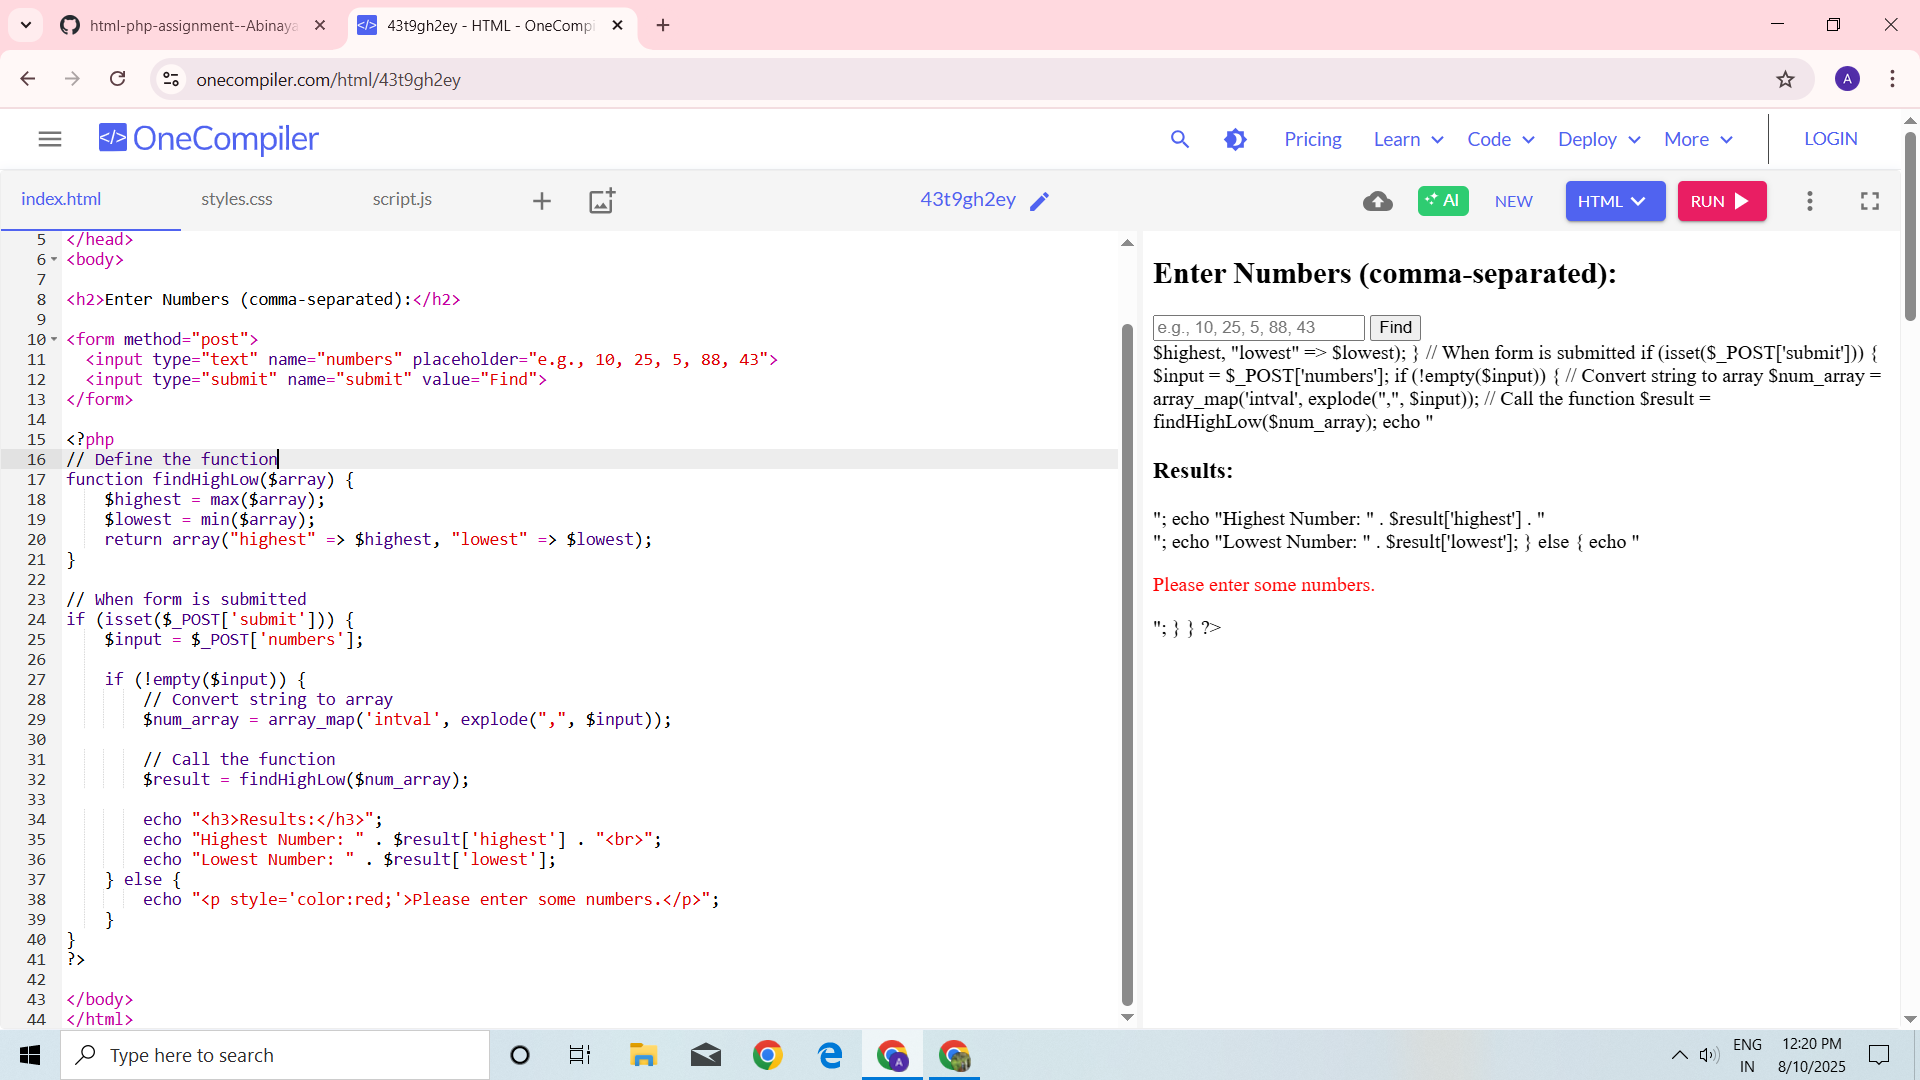 html-php-assignment--Abinaya
43t9gh2ey - HTML - OneCompi
onecompiler.com/html/43t9gh2ey
A
</> OneCompiler
Pricing
Learn
Code
Deploy
More
LOGIN
index.html
styles.css
script.js
43t9gh2ey
AI
NEW
HTML
RUN
5 </head>
6 <body>
7
8 <h2>Enter Numbers (comma-separated):</h2>
9
10 <form method="post">
11 <input type="text" name="numbers" placeholder="e.g., 10, 25, 5, 88, 43">
12 <input type="submit" name="submit" value="Find">
13 </form>
14
15 <?php
16 // Define the function
17 function findHighLow($array) {
18 $highest = max($array);
19 $lowest = min($array);
20 return array("highest" => $highest, "lowest" => $lowest);
21 }
22
23 // When form is submitted
24 if (isset($_POST['submit'])) {
25 $input = $_POST['numbers'];
26
27 if (!empty($input)) {
28 // Convert string to array
29 $num_array = array_map('intval', explode(",", $input));
30
31 // Call the function
32 $result = findHighLow($num_array);
33
34 echo "<h3>Results:</h3>";
35 echo "Highest Number: " . $result['highest'] . "<br>";
36 echo "Lowest Number: " . $result['lowest'];
37 } else {
38 echo "<p style='color:red;'>Please enter some numbers.</p>";
39 }
40 }
41 ?>
42
43 </body>
44 </html>
Enter Numbers (comma-separated):
e.g., 10, 25, 5, 88, 43 Find
$highest, "lowest" => $lowest); } // When form is submitted if (isset($_POST['submit'])) {
$input = $_POST['numbers']; if (!empty($input)) { // Convert string to array $num_array =
array_map('intval', explode(",", $input)); // Call the function $result =
findHighLow($num_array); echo "
Results:
"; echo "Highest Number: " . $result['highest'] . "
"; echo "Lowest Number: " . $result['lowest']; } else { echo "
Please enter some numbers.
"; } } ?>
Type here to search
A
ENG
IN
12:20 PM
8/10/2025